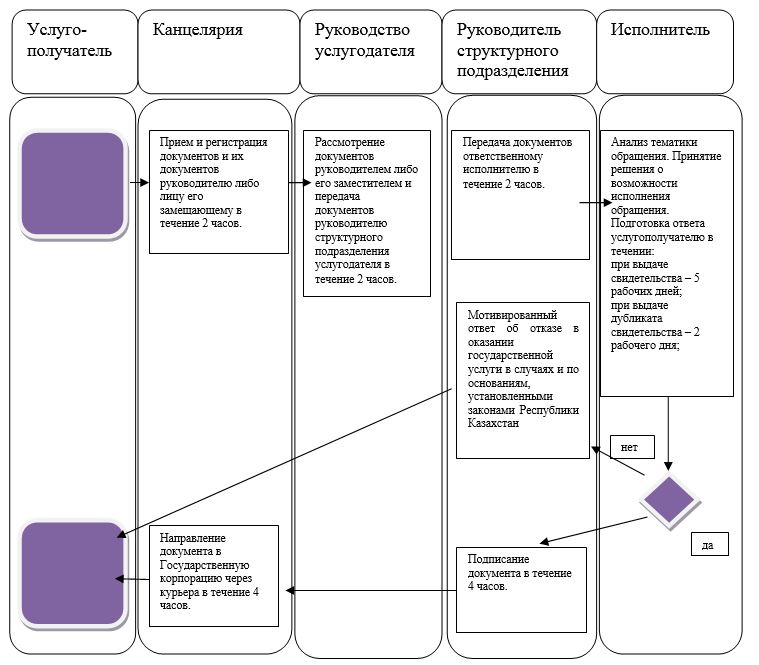 Услуго-
получатель
Канцелярия
Руководство
услугодателя
Руководитель
структурного
подразделения
Исполнитель
Прием и регистрация
документов и их
документов
руководителю либо
лицу его
замещающему в
течение 2 часов.
Рассмотрение
документов
руководителем либо
его заместителем и
передача
документов
руководителю
структурного
подразделения
услугодателя в
течение 2 часов.
Передача документов
ответственному
исполнителю в
течение 2 часов.
Анализ тематики
обращения. Принятие
решения о
возможности
исполнения
обращения.
Подготовка ответа
услугополучателю в
течении:
при выдаче
свидетельства – 5
рабочих дней;
при выдаче
дубликата
свидетельства – 2
рабочего дня;
Мотивированный
ответ об отказе в
оказании
государственной
услуги в случаях и по
основаниям,
установленными
законами Республики
Казахстан
нет
да
Направление
документа в
Государственную
корпорацию через
курьера в течение 4
часов.
Подписание
документа в течение
4 часов.